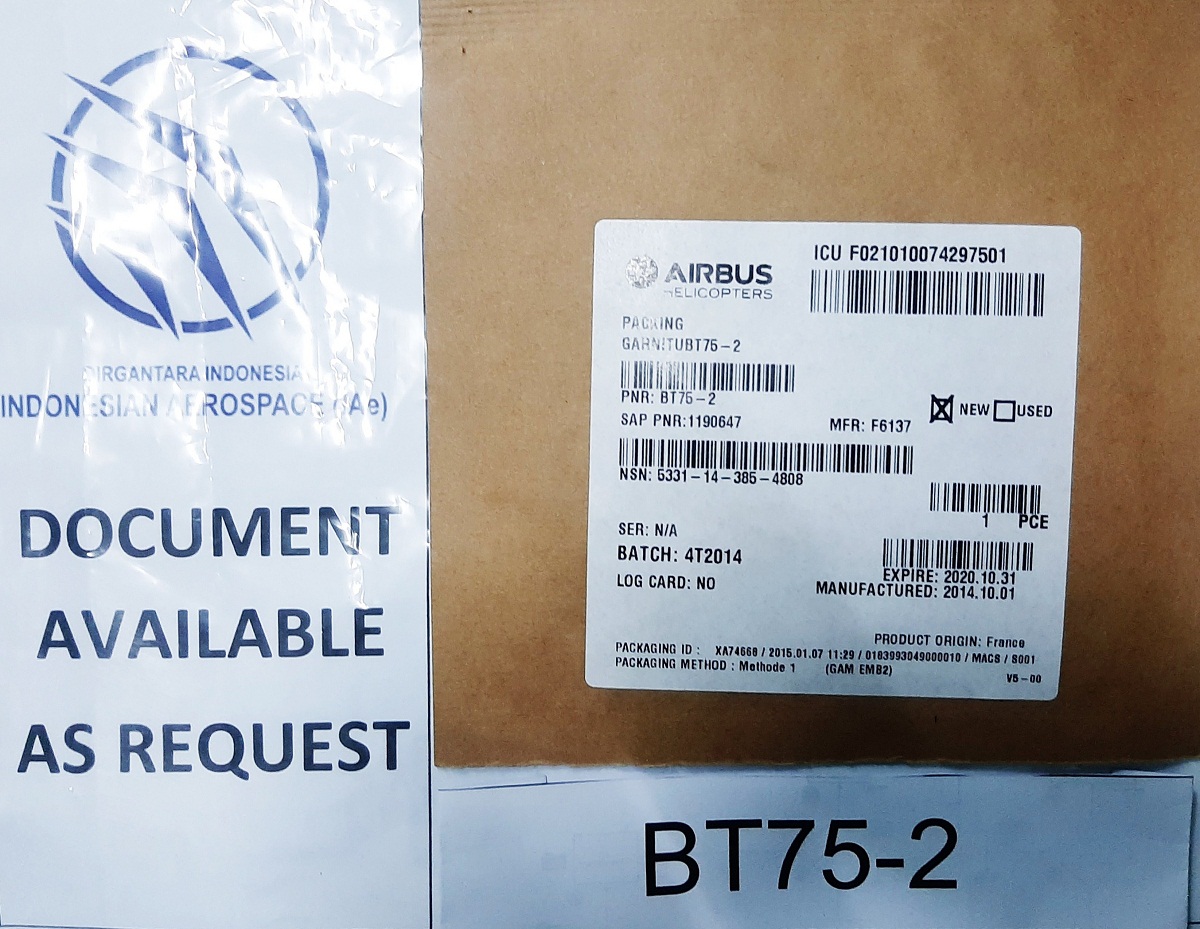 DIRGANTARA INDONESIA
INDONESIAN AEROSPACE (IAe)
DOCUMENT
AVAILABLE
AS REQUEST
AIRBUS
HELICOPTERS
ICU F021010074297501
PACKING
GARNITUBT75-2
PNR: BT75-2
SAP PNR:1190647
MFR: F6137
NEW USED
NSN: 5331-14-385-4808
1 PCE
SER: N/A
BATCH: 4T2014
LOG CARD: NO
EXPIRE: 2020.10.31
MANUFACTURED: 2014.10.01
PRODUCT ORIGIN: France
PACKAGING ID : XA74668 / 2015.01.07 11:29 / 0183993049000010 / MACS / S001
PACKAGING METHOD : Methode 1 (GAM EMB2)
V5-00
BT75-2